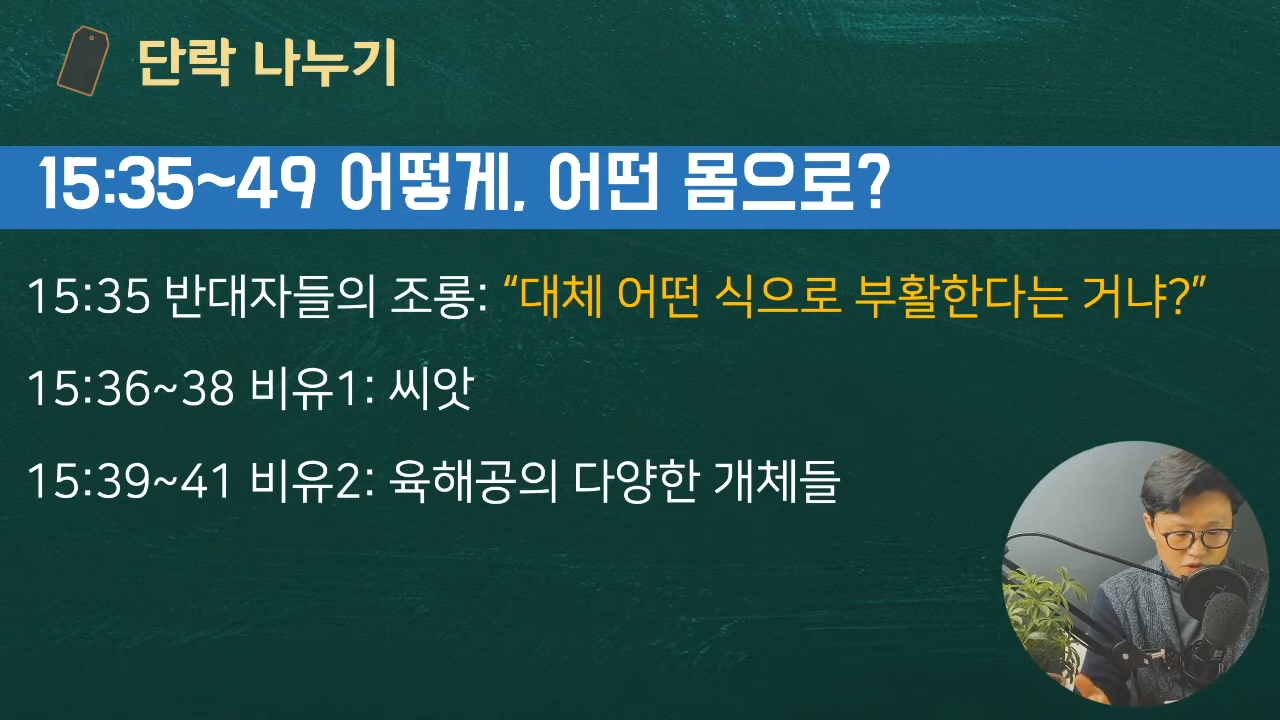 단락 나누기
15:35~49 어떻게, 어떤 몸으로?
15:35 반대자들의 조롱: “대체 어떤 식으로 부활한다는 거냐?”
15:36~38 비유1: 씨앗
15:39~41 비유2: 육해공의 다양한 개체들